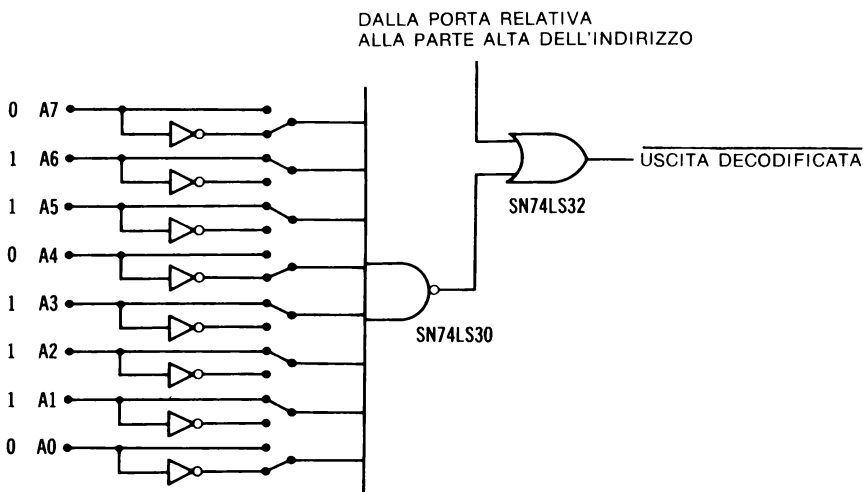 DALLA PORTA RELATIVA
ALLA PARTE ALTA DELL'INDIRIZZO
0 A7
1 A6
USCITA DECODIFICATA
1 A5
SN74LS32
0 A4
1 A3
SN74LS30
1 A2
1 A1
0 A0